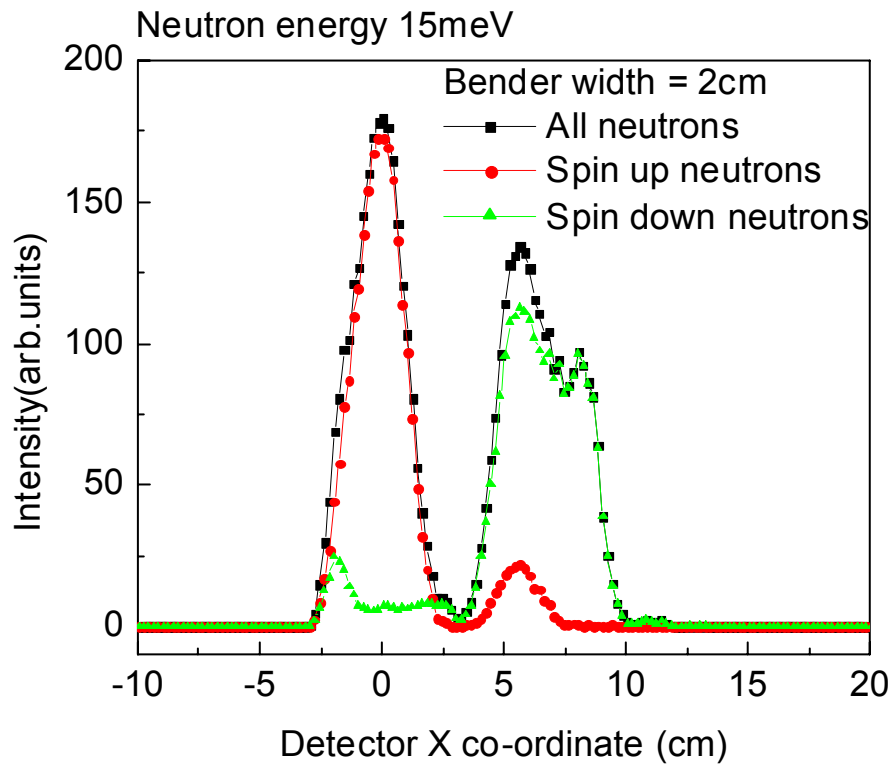 Neutron energy 15meV
Bender width = 2cm
All neutrons
Spin up neutrons
Spin down neutrons
Intensity(arb.units)
200
150
100
50
0
-10 -5 0 5 10 15 20
Detector X co-ordinate (cm)